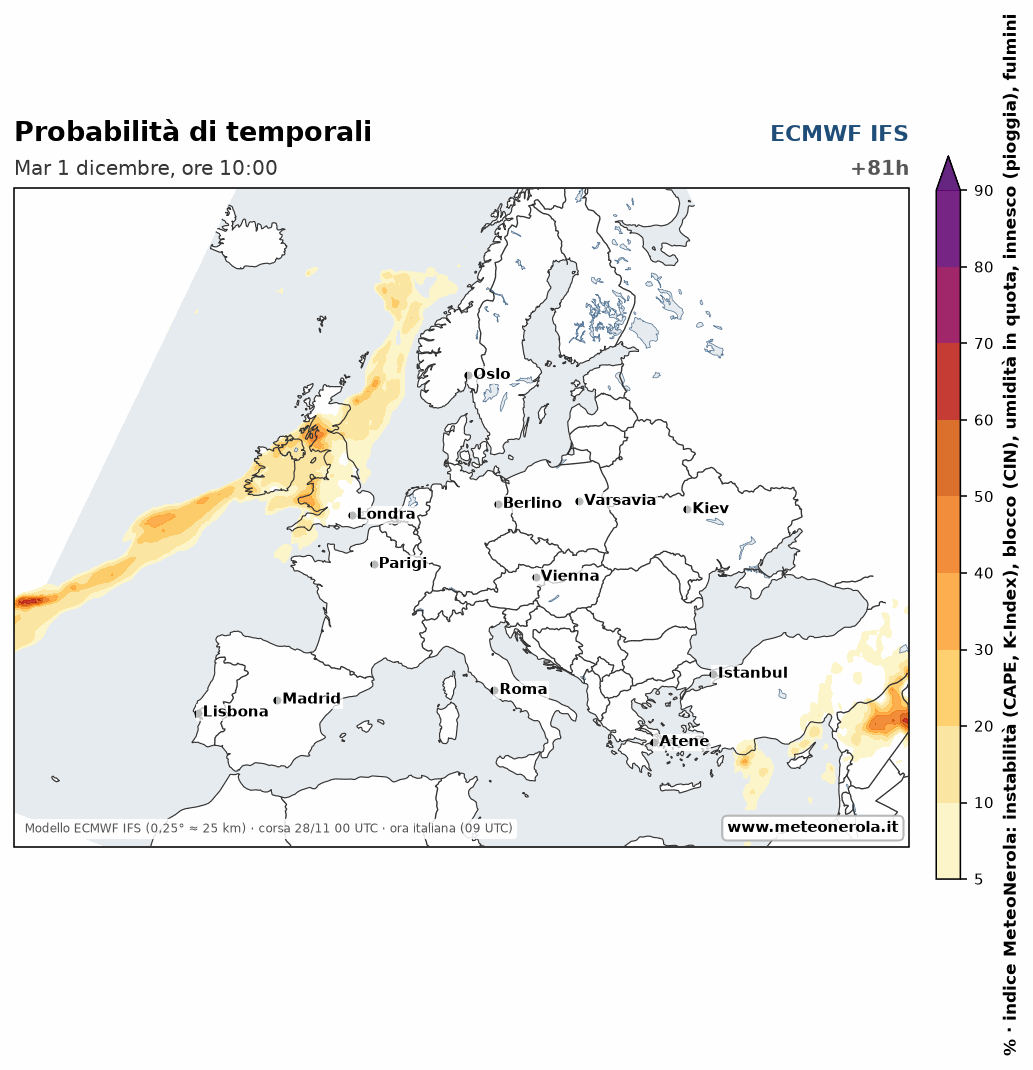 Probabilità di temporali
ECMWF IFS
Mar 1 dicembre, ore 10:00
+81h
Oslo
Londra
Berlino
Varsavia
Kiev
Parigi
Vienna
Istanbul
Roma
Madrid
Lisbona
Atene
Modello ECMWF IFS (0,25° ≈ 25 km) · corsa 28/11 00 UTC · ora italiana (09 UTC)
www.meteonerola.it
90
80
70
60
50
40
30
20
10
5
% · indice MeteoNerola: instabilità (CAPE, K-Index), blocco (CIN), umidità in quota, innesco (pioggia), fulmini